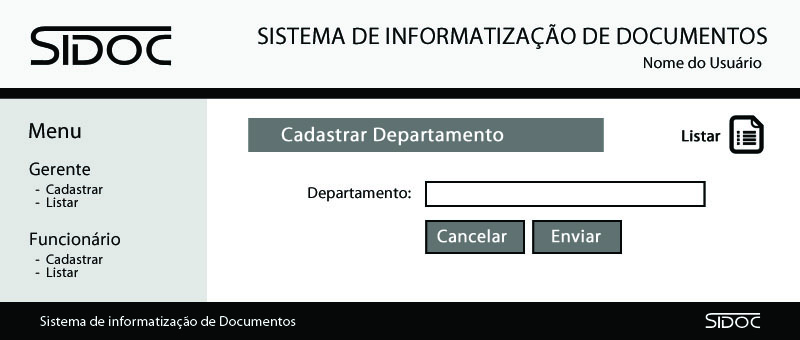 SIDOC
SISTEMA DE INFORMATIZAÇÃO DE DOCUMENTOS
Nome do Usuário
Menu
Gerente
- Cadastrar
- Listar
Funcionário
- Cadastrar
- Listar
Cadastrar Departamento
Listar
Departamento:
Cancelar
Enviar
Sistema de informatização de Documentos
SIDOC